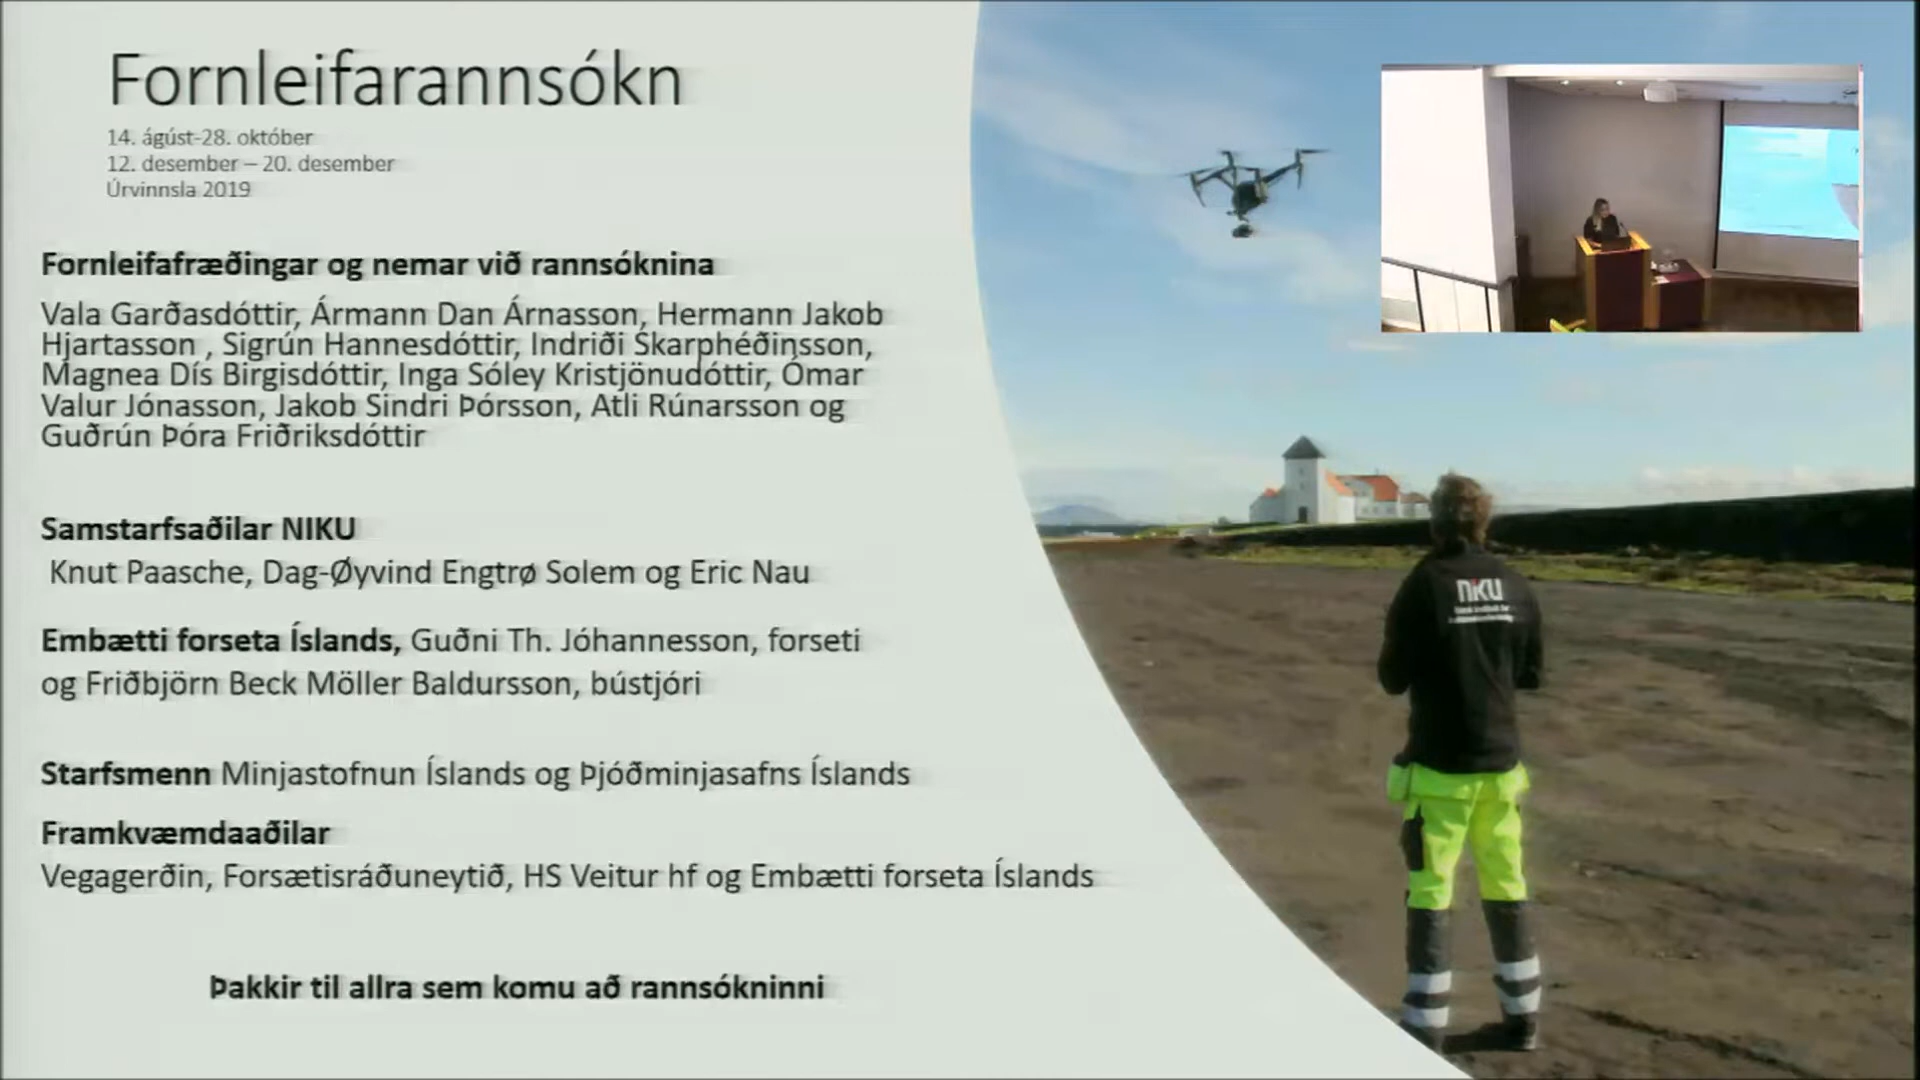 Fornleifarannsókn
14. ágúst-28. október
12. desember – 20. desember
Úrvinnsla 2019
Fornleifafræðingar og nemar við rannsóknina
Vala Garðasdóttir, Ármann Dan Árnasson, Hermann Jakob
Hjartasson , Sigrún Hannesdóttir, Indriði Skarphéðinsson,
Magnea Dís Birgisdóttir, Inga Sóley Kristjönudóttir, Ómar
Valur Jónasson, Jakob Sindri Þórsson, Atli Rúnarsson og
Guðrún Þóra Friðriksdóttir
Samstarfsaðilar NIKU
Knut Paasche, Dag-Øyvind Engtrø Solem og Eric Nau
Embætti forseta Íslands, Guðni Th. Jóhannesson, forseti
og Friðbjörn Beck Möller Baldursson, bústjóri
Starfsmenn Minjastofnun Íslands og Þjóðminjasafns Íslands
Framkvæmdaaðilar
Vegagerðin, Forsætisráðuneytið, HS Veitur hf og Embætti forseta Íslands
Þakkir til allra sem komu að rannsókninni
NIKU